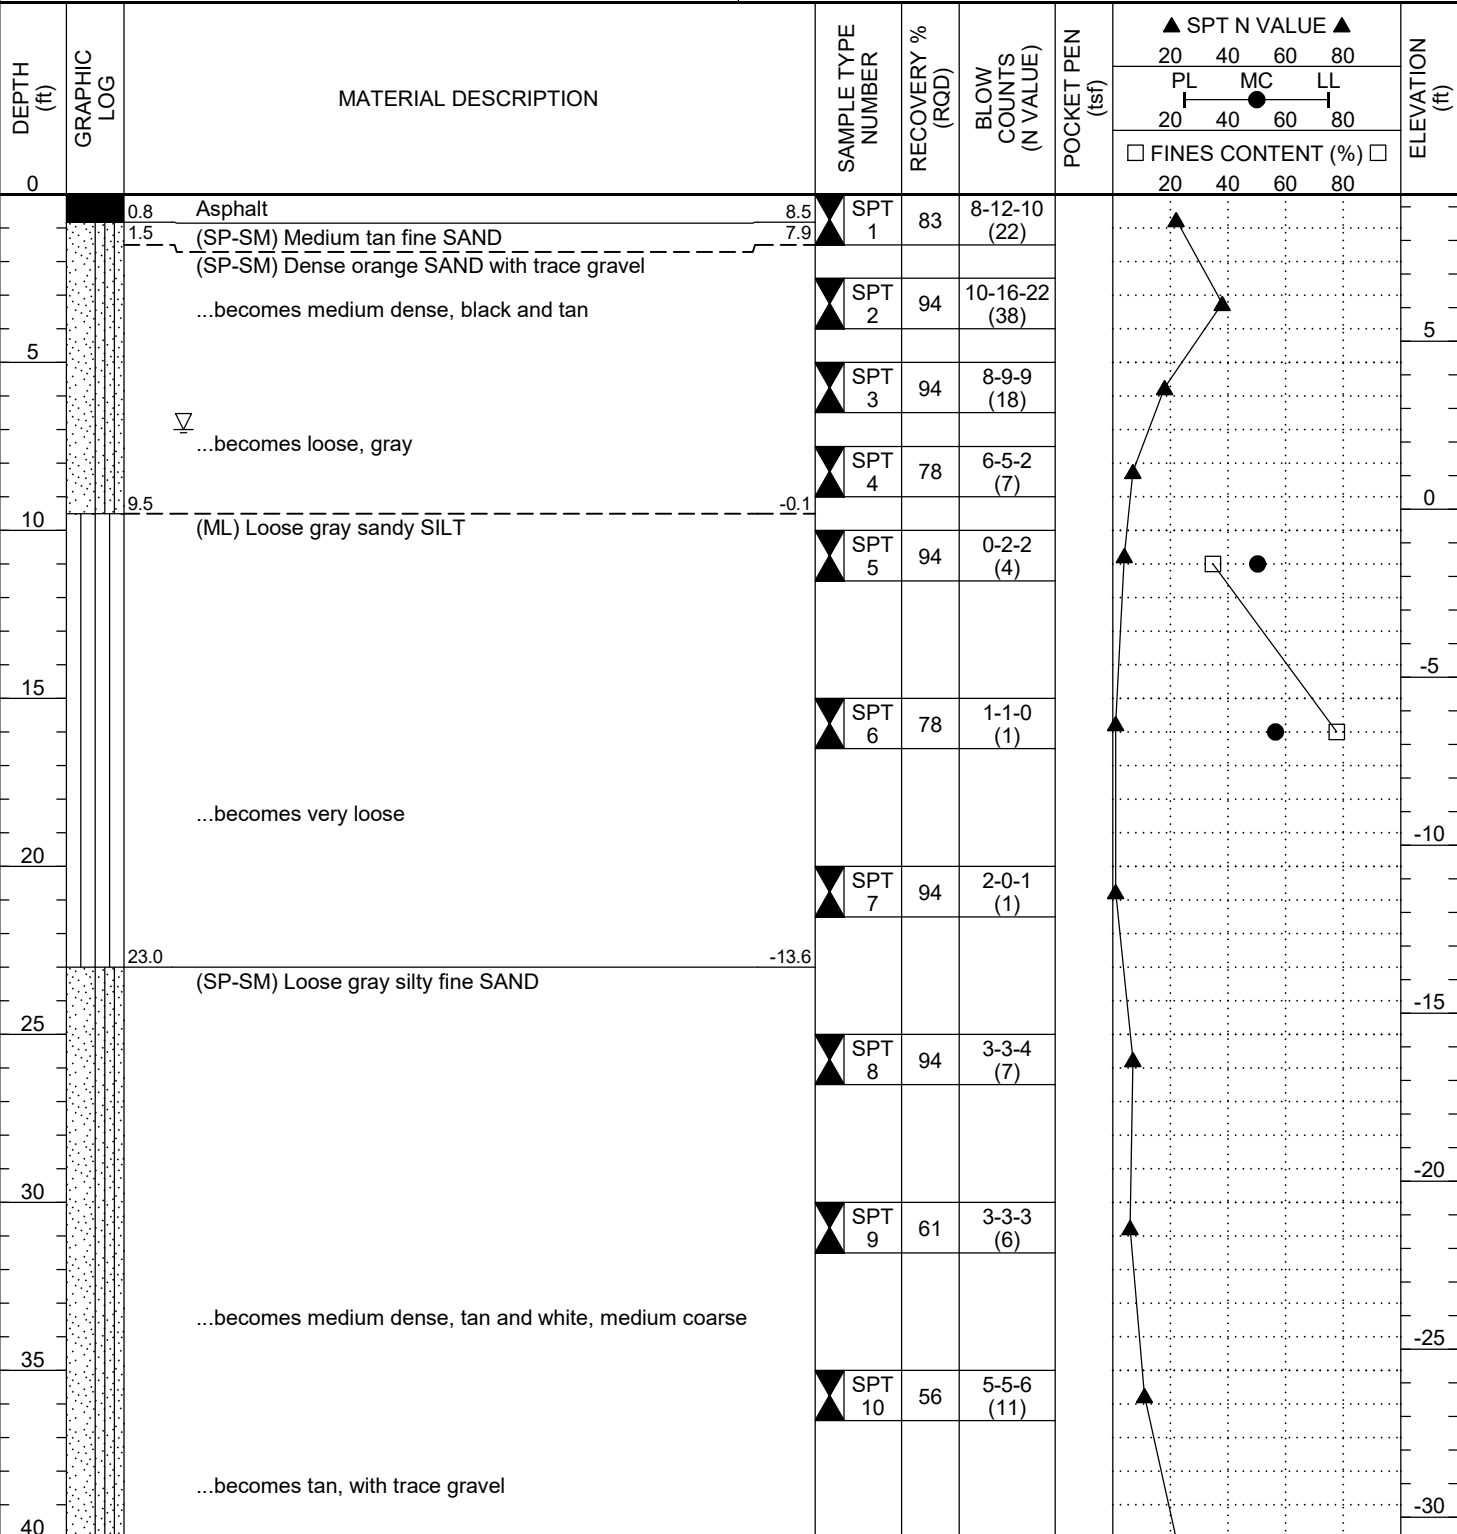 DEPTH
(ft)
GRAPHIC
LOG
MATERIAL DESCRIPTION
SAMPLE TYPE
NUMBER
RECOVERY %
(RQD)
BLOW
COUNTS
(N VALUE)
POCKET PEN
(tsf)
▲ SPT N VALUE ▲
20 40 60 80
PL MC LL
20 40 60 80
□ FINES CONTENT (%) □
20 40 60 80
ELEVATION
(ft)
0
0.8 Asphalt 8.5
1.5 (SP-SM) Medium tan fine SAND 7.9
SPT
1
83
8-12-10
(22)
(SP-SM) Dense orange SAND with trace gravel
...becomes medium dense, black and tan
SPT
2
94
10-16-22
(38)
5
5
SPT
3
94
8-9-9
(18)
...becomes loose, gray
SPT
4
78
6-5-2
(7)
0
9.5 -0.1
10
(ML) Loose gray sandy SILT
SPT
5
94
0-2-2
(4)
-5
15
SPT
6
78
1-1-0
(1)
...becomes very loose
-10
20
SPT
7
94
2-0-1
(1)
23.0 -13.6
(SP-SM) Loose gray silty fine SAND
-15
25
SPT
8
94
3-3-4
(7)
-20
30
SPT
9
61
3-3-3
(6)
...becomes medium dense, tan and white, medium coarse
-25
35
SPT
10
56
5-5-6
(11)
...becomes tan, with trace gravel
-30
40